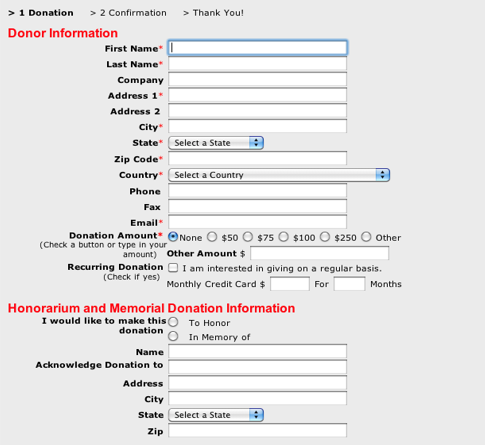 > 1 Donation > 2 Confirmation > Thank You!
Donor Information
First Name*
Last Name*
Company
Address 1*
Address 2
City*
State* Select a State
Zip Code*
Country* Select a Country
Phone
Fax
Email*
Donation Amount* None $50 $75 $100 $250 Other
(Check a button or type in your
amount) Other Amount $
Recurring Donation I am interested in giving on a regular basis.
(Check if yes)
Monthly Credit Card $ For Months
Honorarium and Memorial Donation Information
I would like to make this To Honor
donation
In Memory of
Name
Acknowledge Donation to
Address
City
State Select a State
Zip